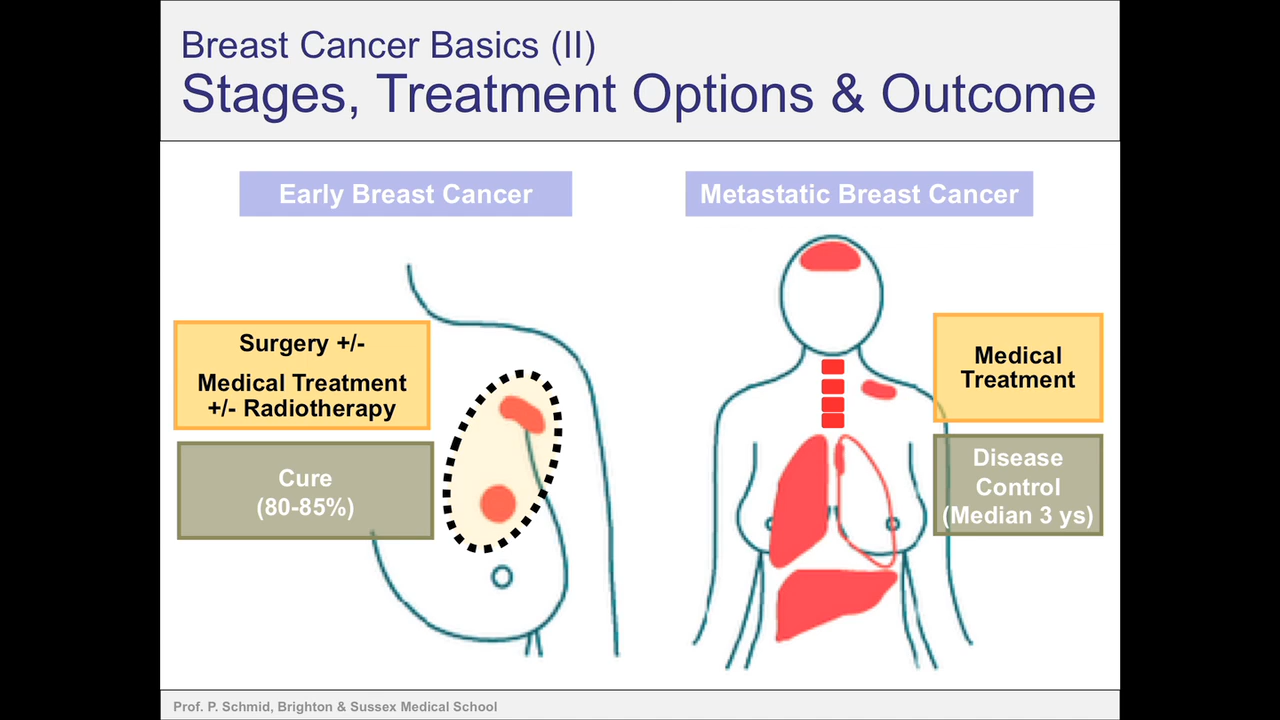 Breast Cancer Basics (II)
Stages, Treatment Options & Outcome
Early Breast Cancer
Surgery +/-
Medical Treatment
+/- Radiotherapy
Cure
(80-85%)
Metastatic Breast Cancer
Medical
Treatment
Disease
Control
(Median 3 ys)
Prof. P. Schmid, Brighton & Sussex Medical School